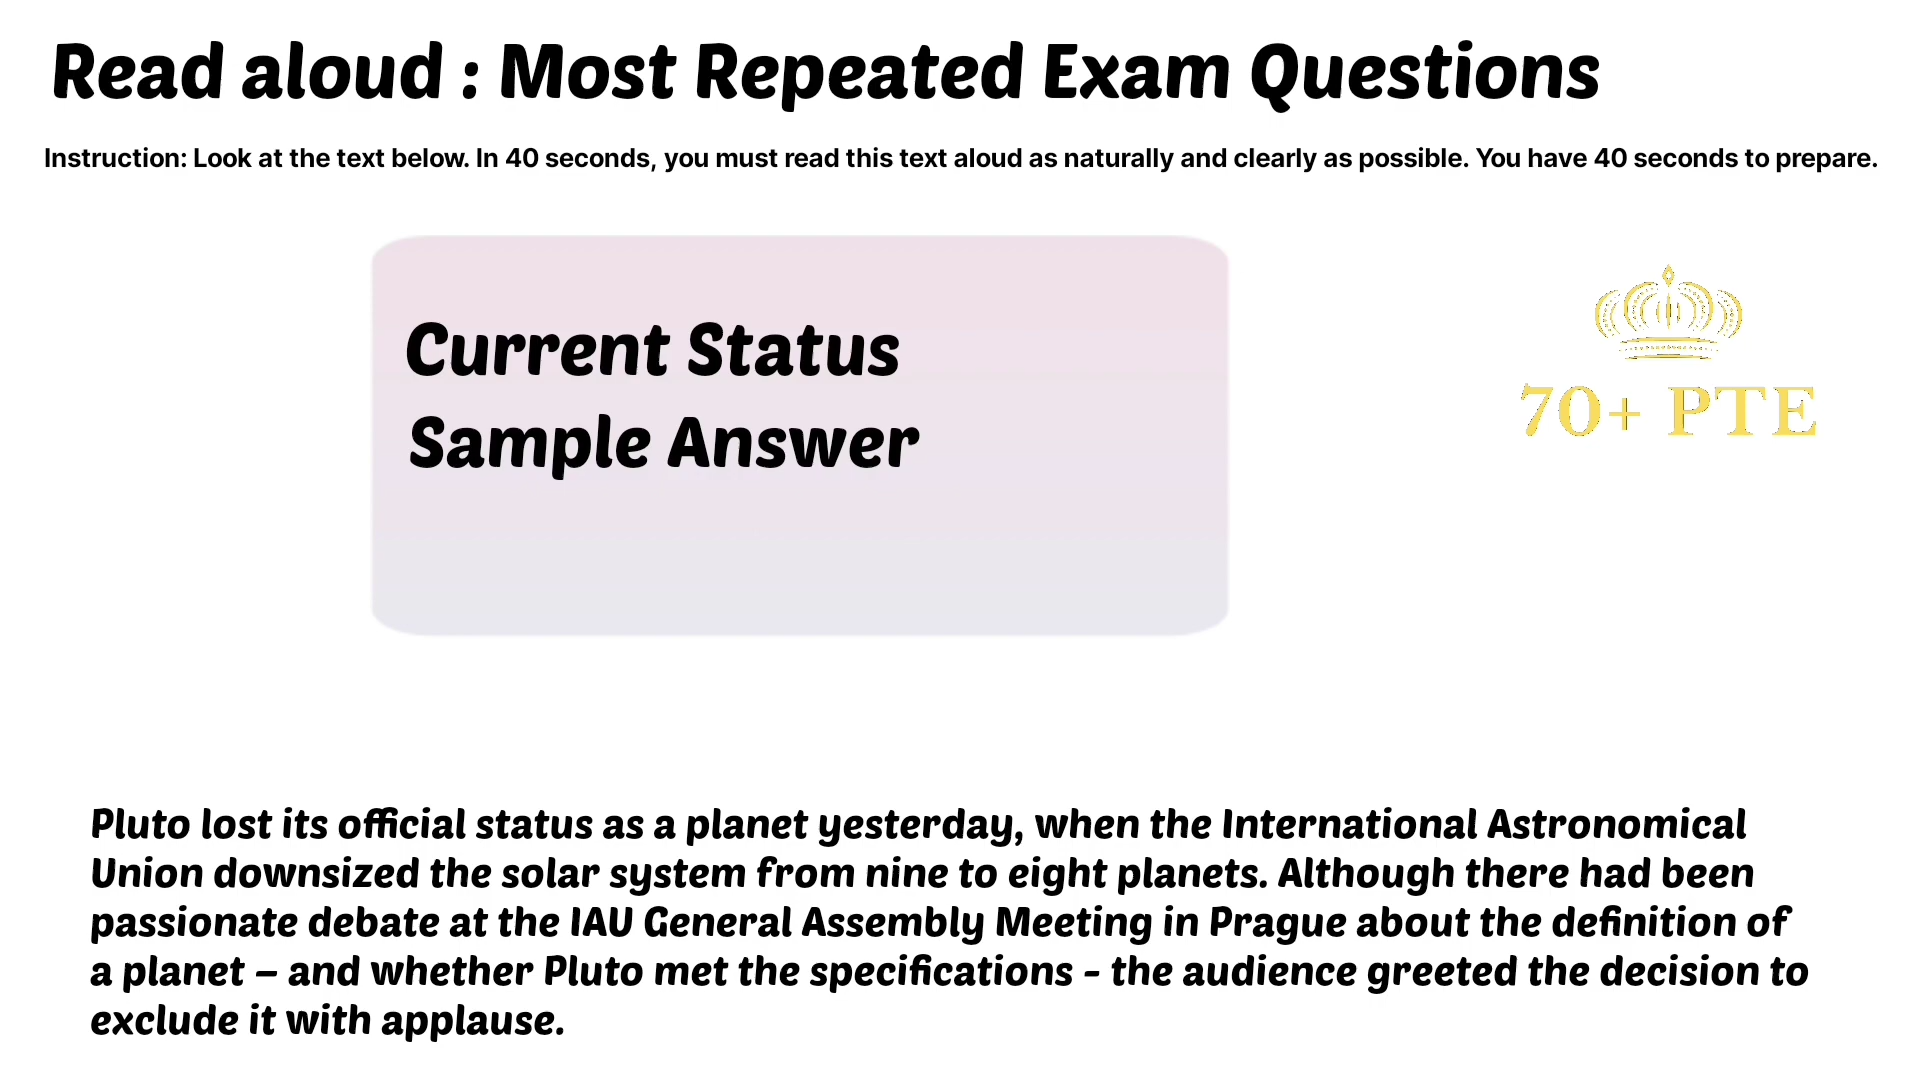 Read aloud : Most Repeated Exam Questions
Instruction: Look at the text below. In 40 seconds, you must read this text aloud as naturally and clearly as possible. You have 40 seconds to prepare.
Current Status
Sample Answer
70+ PTE
Pluto lost its official status as a planet yesterday, when the International Astronomical
Union downsized the solar system from nine to eight planets. Although there had been
passionate debate at the IAU General Assembly Meeting in Prague about the definition of
a planet – and whether Pluto met the specifications - the audience greeted the decision to
exclude it with applause.